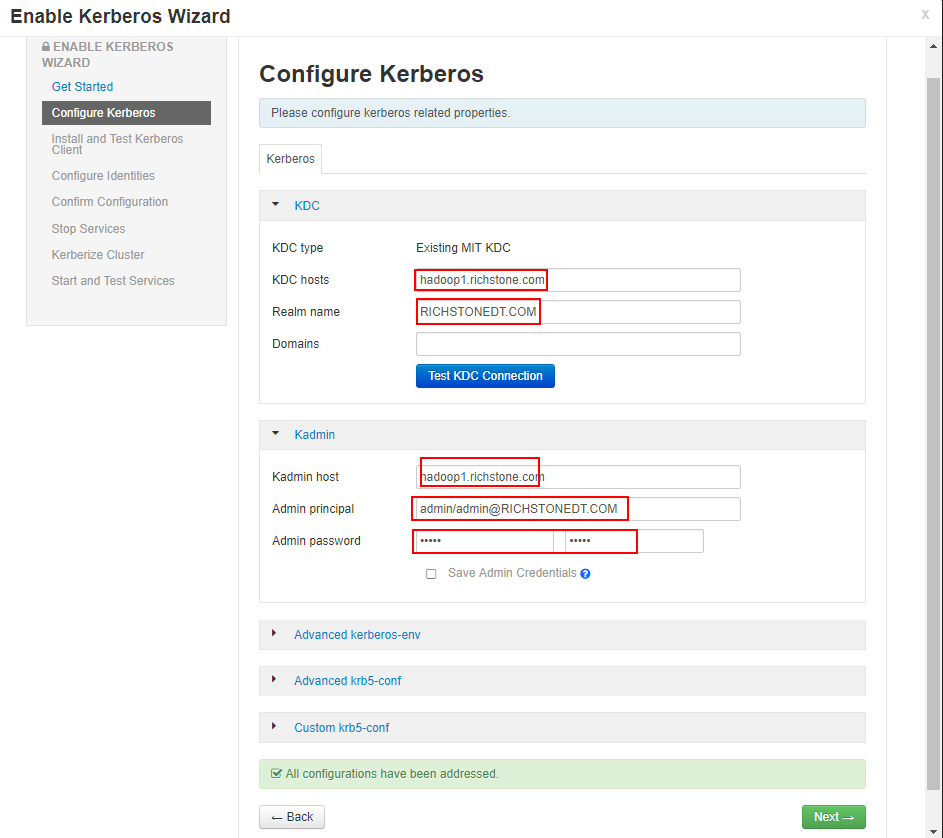 Enable Kerberos Wizard
x
ENABLE KERBEROS
WIZARD
Get Started
Configure Kerberos
Install and Test Kerberos
Client
Configure Identities
Confirm Configuration
Stop Services
Kerberize Cluster
Start and Test Services
Configure Kerberos
Please configure kerberos related properties.
Kerberos
KDC
KDC type Existing MIT KDC
KDC hosts hadoop1.richstone.com
Realm name RICHSTONEDT.COM
Domains
Test KDC Connection
Kadmin
Kadmin host hadoop1.richstone.com
Admin principal admin/admin@RICHSTONEDT.COM
Admin password ••••• •••••
Save Admin Credentials ?
Advanced kerberos-env
Advanced krb5-conf
Custom krb5-conf
All configurations have been addressed.
← Back
Next →